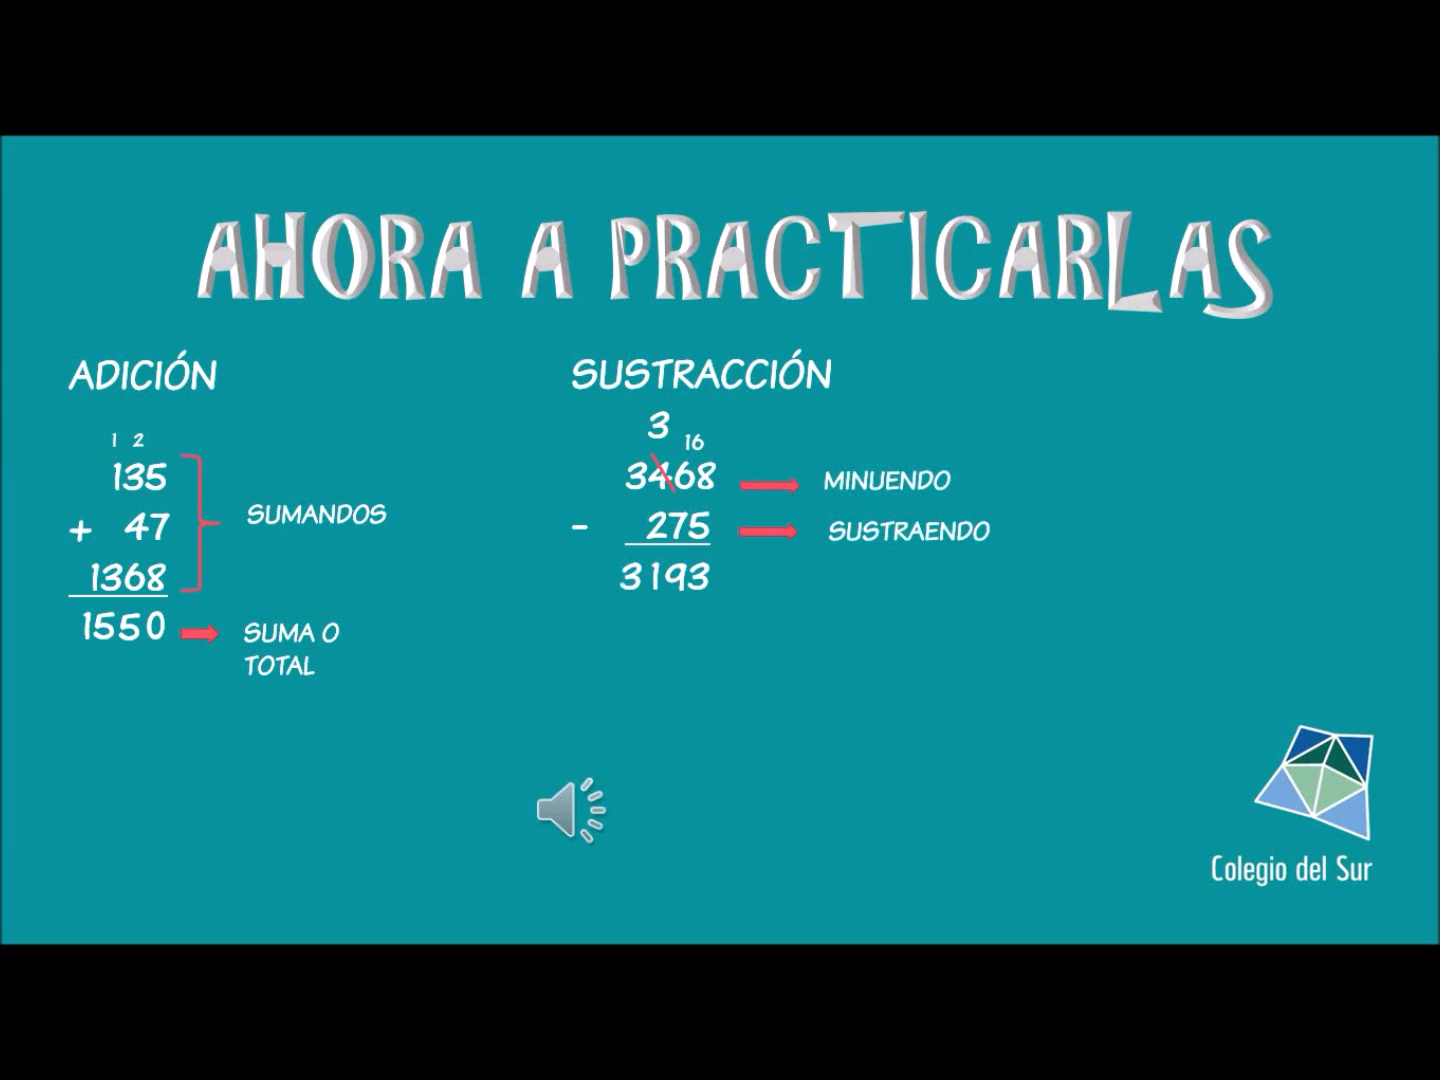 AHORA A PRACTICARLAS
ADICIÓN
1 2
135
+ 47
1368
1550
SUMANDOS
SUMA O
TOTAL
SUSTRACCIÓN
3
16
3468
- 275
3193
MINUENDO
SUSTRAENDO
Colegio del Sur